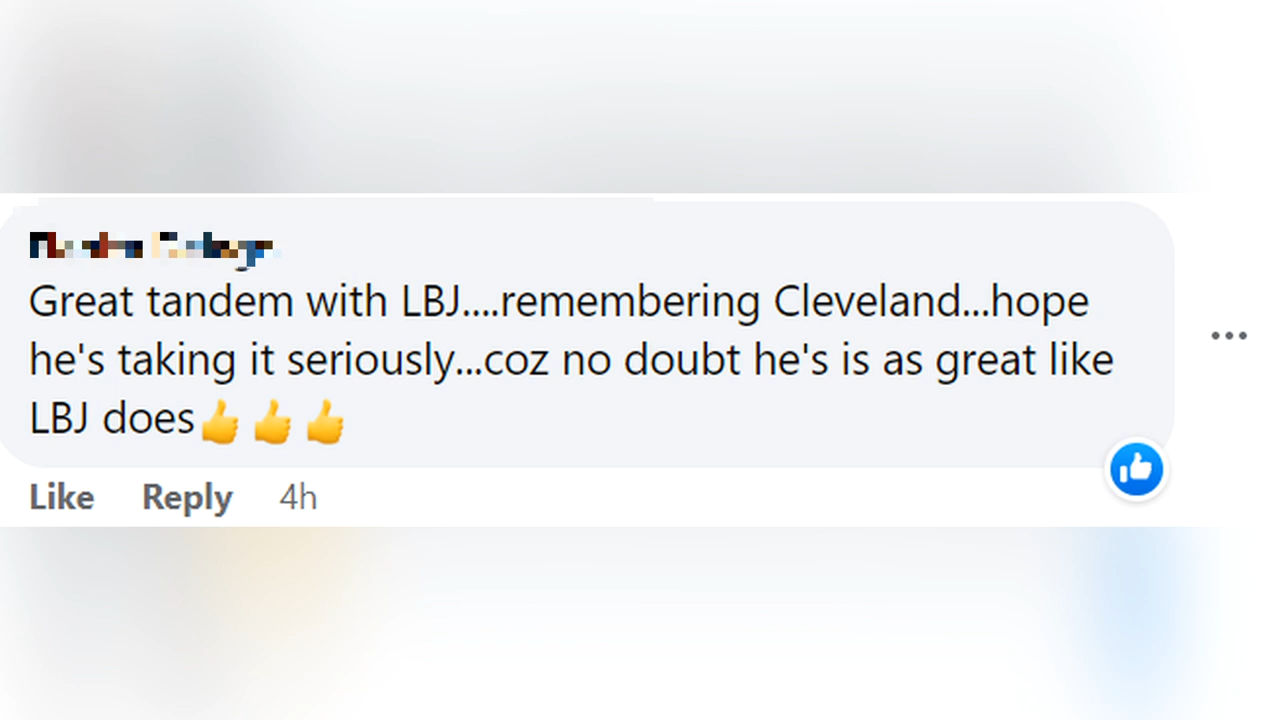 Great tandem with LBJ....remembering Cleveland...hope
he's taking it seriously...coz no doubt he's is as great like
LBJ does👍👍👍
Like Reply 4h